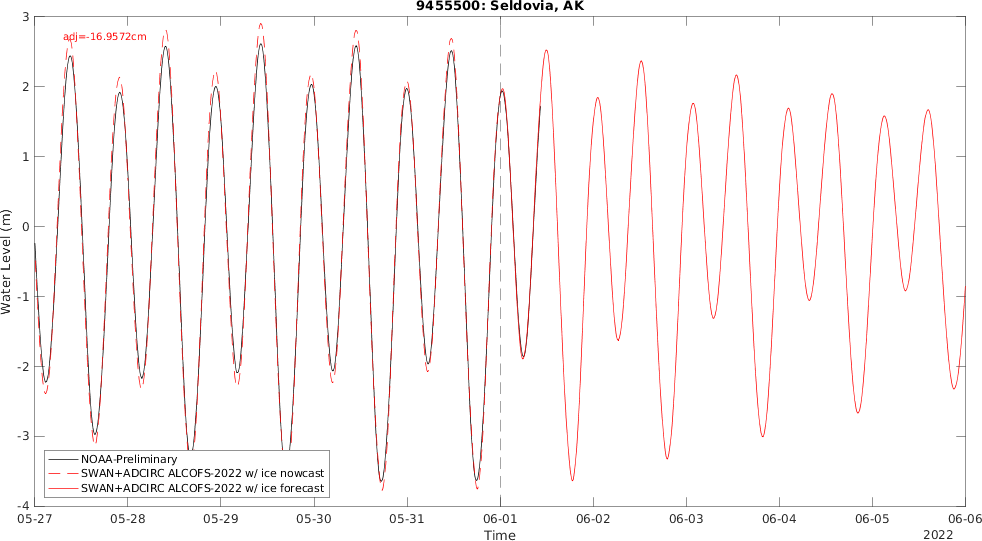 9455500: Seldovia, AK
adj=-16.9572cm
3
2
1
0
-1
-2
-3
-4
Water Level (m)
NOAA-Preliminary
SWAN+ADCIRC ALCOFS-2022 w/ ice nowcast
SWAN+ADCIRC ALCOFS-2022 w/ ice forecast
05-27 05-28 05-29 05-30 05-31 06-01 06-02 06-03 06-04 06-05 06-06
Time
2022